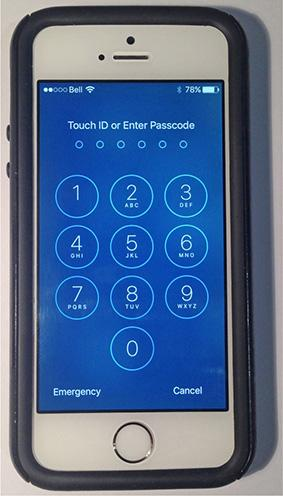 Bell 78%
Touch ID or Enter Passcode
1 2 3
ABC DEF
4 5 6
GHI JKL MNO
7 8 9
PQRS TUV WXYZ
0
Emergency Cancel